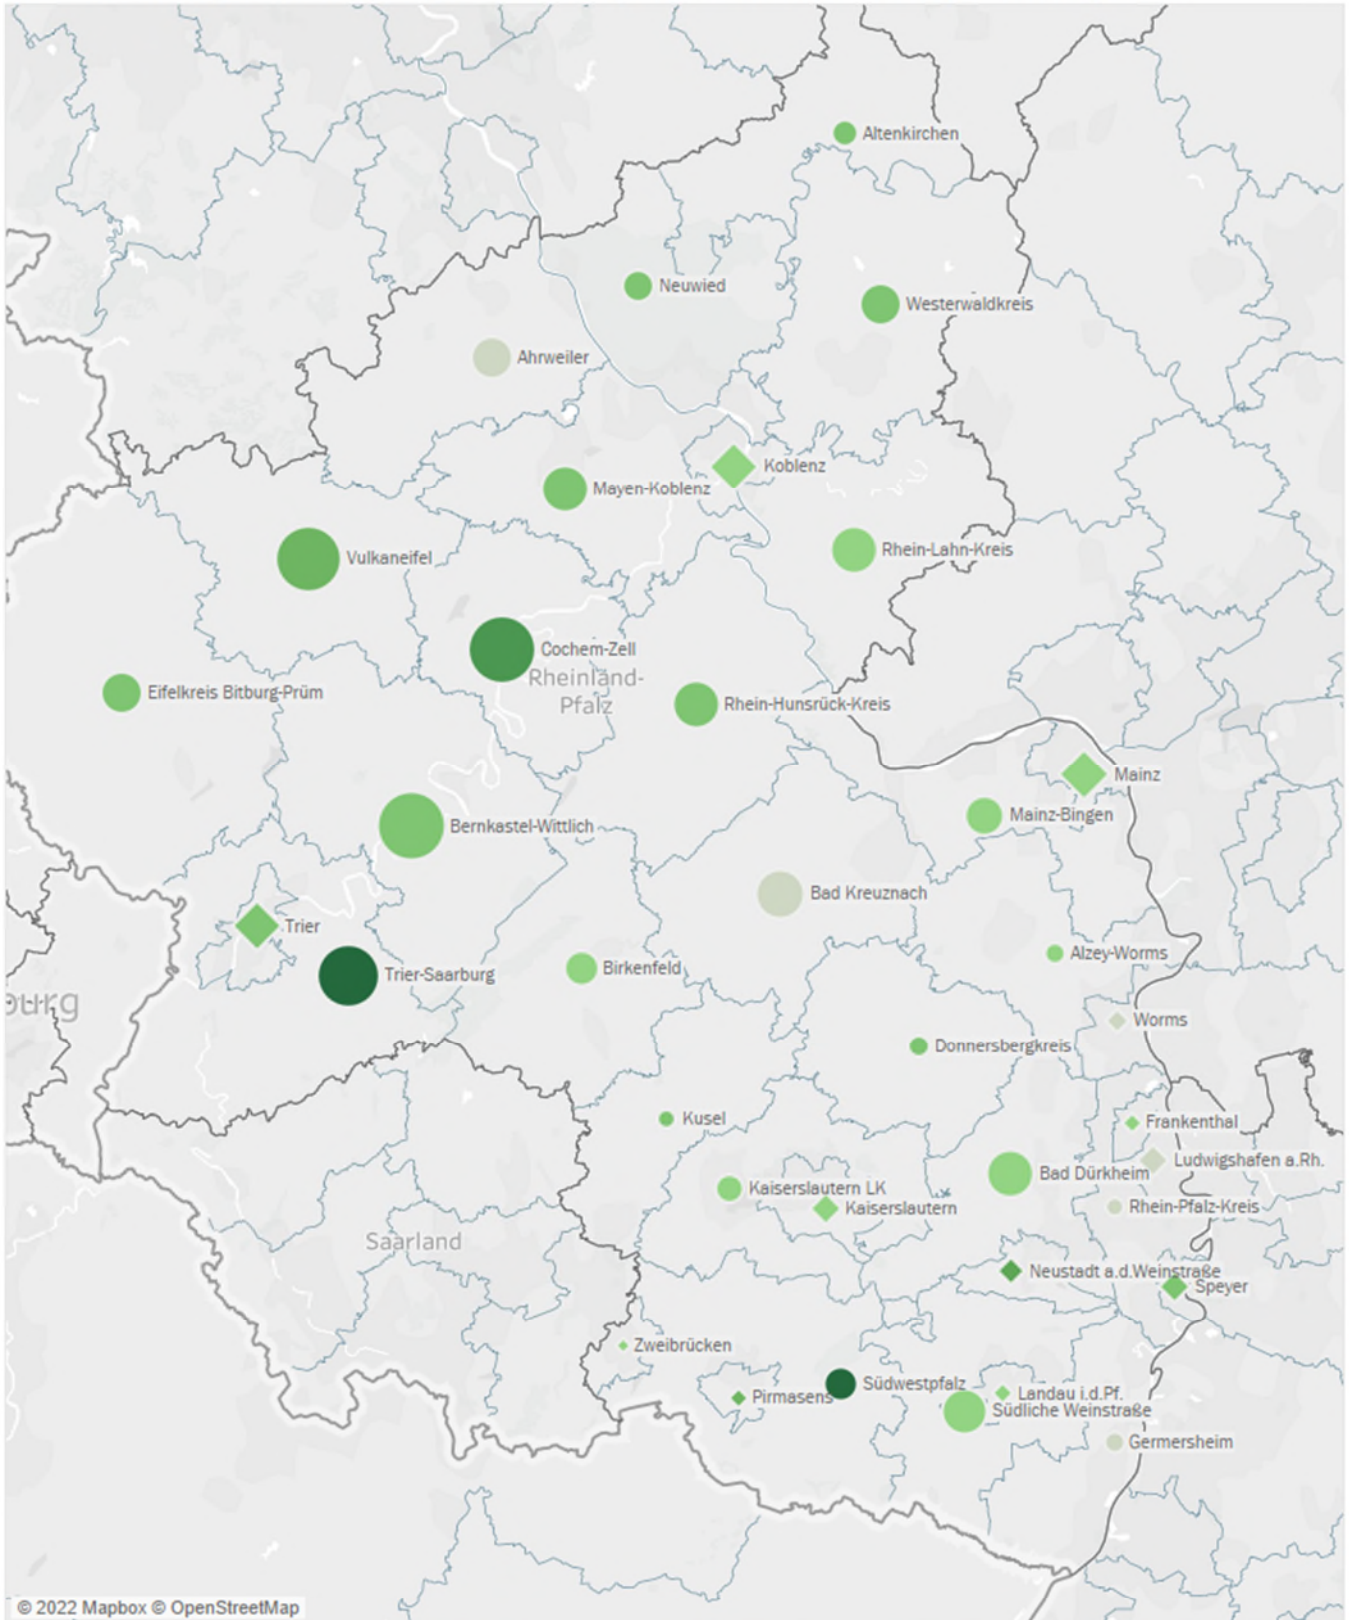 Altenkirchen
Neuwied
Westerwaldkreis
Ahrweiler
Koblenz
Mayen-Koblenz
Rhein-Lahn-Kreis
Vulkaneifel
Cochem-Zell
Rheinland-
Pfalz
Eifelkreis Bitburg-Prüm
Rhein-Hunsrück-Kreis
Mainz
Mainz-Bingen
Bernkastel-Wittlich
Bad Kreuznach
Trier
Alzey-Worms
Birkenfeld
Trier-Saarburg
burg
Worms
Donnersbergkreis
Kusel
Frankenthal
Ludwigshafen a.Rh.
Bad Dürkheim
Kaiserslautern LK
Rhein-Pfalz-Kreis
Kaiserslautern
Saarland
Neustadt a.d.Weinstraße
Speyer
Zweibrücken
Südwestpfalz
Landau i.d.Pf.
Pirmasens
Südliche Weinstraße
Germersheim
© 2022 Mapbox © OpenStreetMap